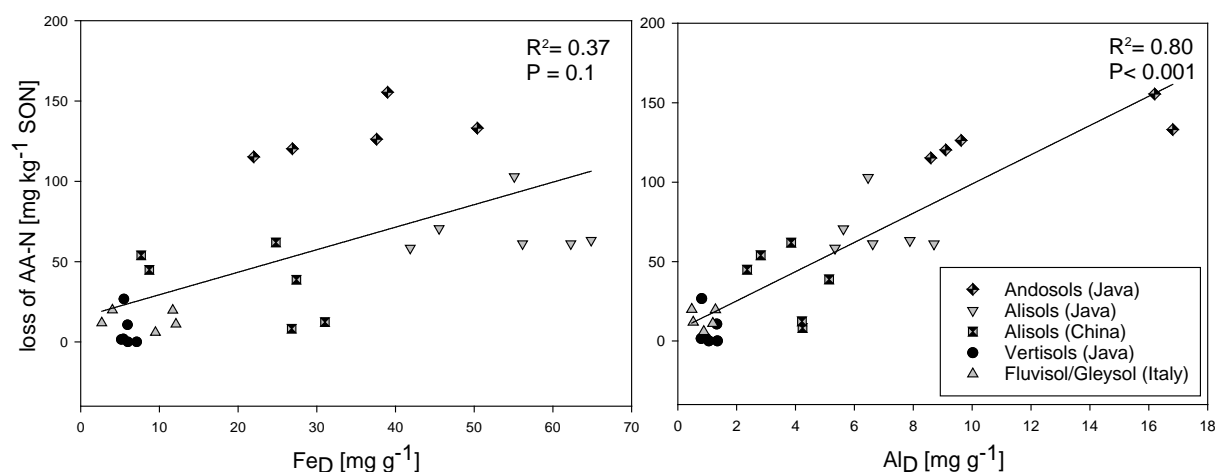 loss of AA-N [mg kg-1 SON]
200
150
100
50
0
R2= 0.37
P = 0.1
0 10 20 30 40 50 60 70
FeD [mg g-1]
200
150
100
50
0
R2= 0.80
P< 0.001
Andosols (Java)
Alisols (Java)
Alisols (China)
Vertisols (Java)
Fluvisol/Gleysol (Italy)
0 2 4 6 8 10 12 14 16 18
AlD [mg g-1]